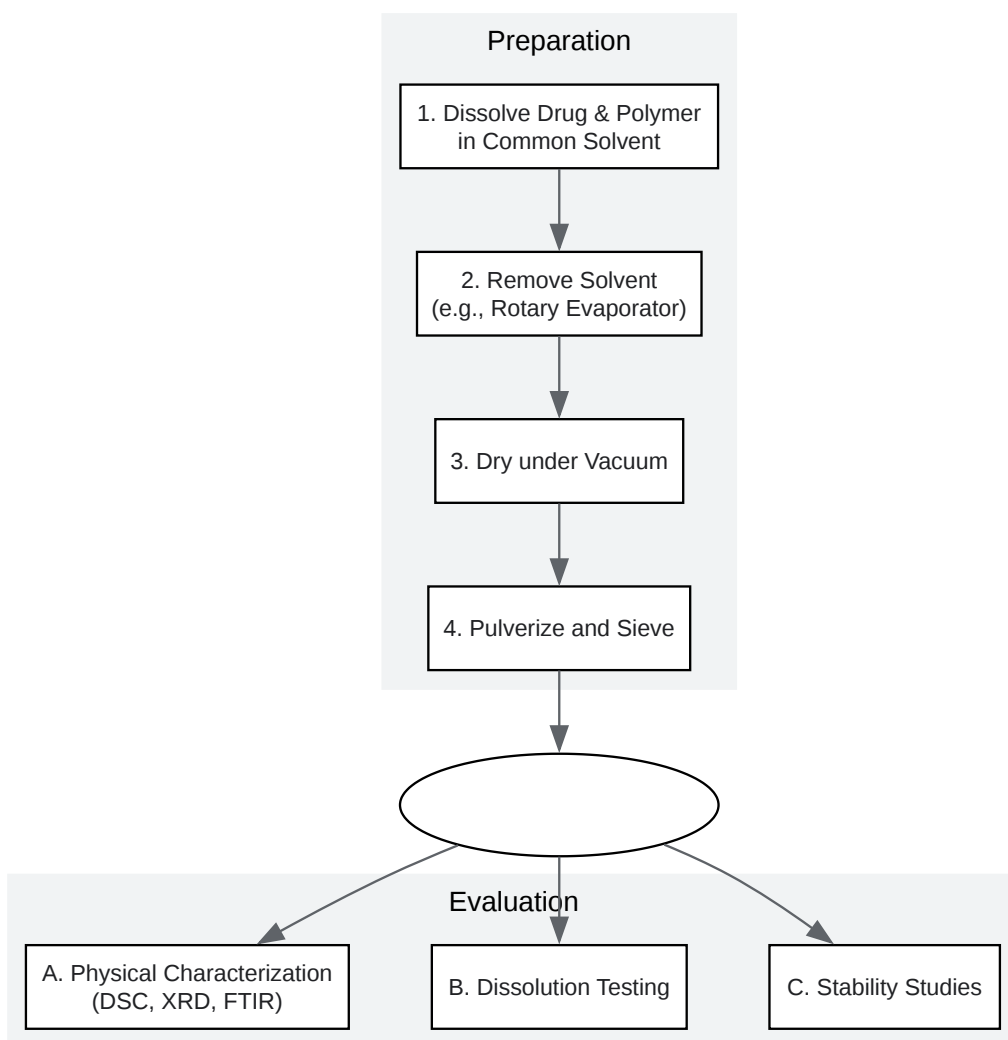 Preparation
1. Dissolve Drug & Polymer
in Common Solvent
2. Remove Solvent
(e.g., Rotary Evaporator)
3. Dry under Vacuum
4. Pulverize and Sieve
Evaluation
A. Physical Characterization
(DSC, XRD, FTIR)
B. Dissolution Testing
C. Stability Studies